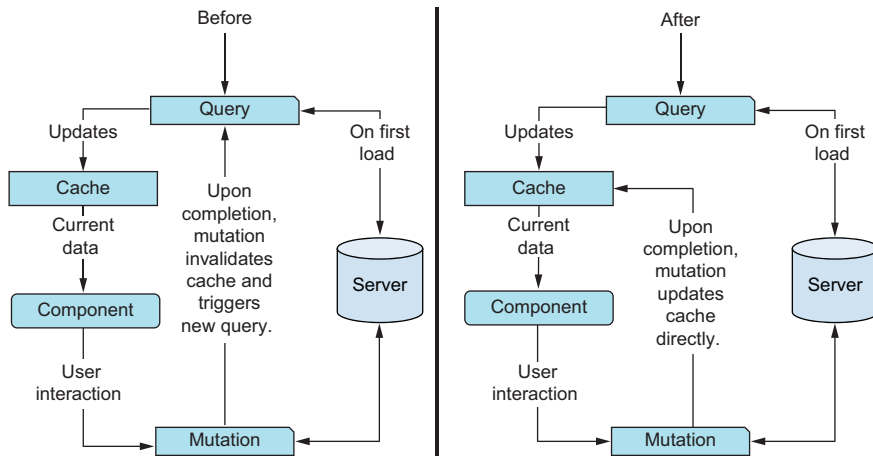 Before
Query
Updates
On first
load
Cache
Upon
completion,
mutation
invalidates
cache and
triggers
new query.
Current
data
Server
Component
User
interaction
Mutation
After
Query
Updates
On first
load
Cache
Current
data
Upon
completion,
mutation
updates
cache
directly.
Server
Component
User
interaction
Mutation